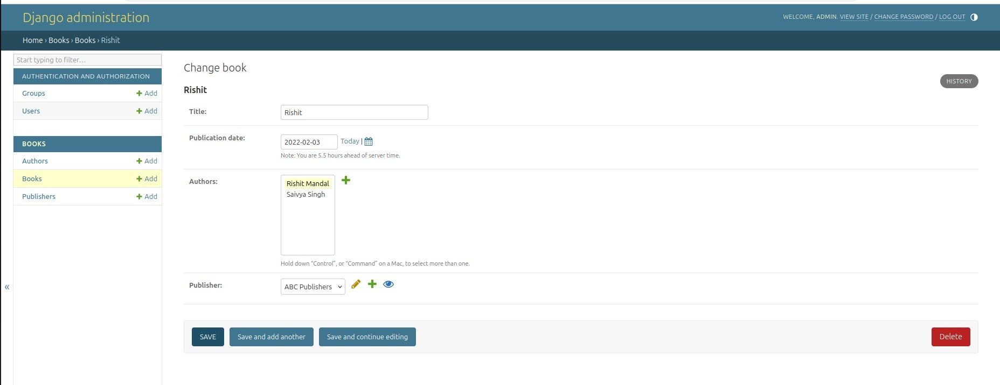 Django administration
WELCOME, ADMIN. VIEW SITE / CHANGE PASSWORD / LOG OUT
Home › Books › Books › Rishit
Start typing to filter…
AUTHENTICATION AND AUTHORIZATION
Groups Add
Users Add
BOOKS
Authors Add
Books Add
Publishers Add
«
Change book
HISTORY
Rishit
Title: Rishit
Publication date: 2022-02-03 Today |
Note: You are 5.5 hours ahead of server time.
Authors: Rishit Mandal
Saivya Singh
Hold down “Control”, or “Command” on a Mac, to select more than one.
Publisher: ABC Publishers
SAVE Save and add another Save and continue editing Delete